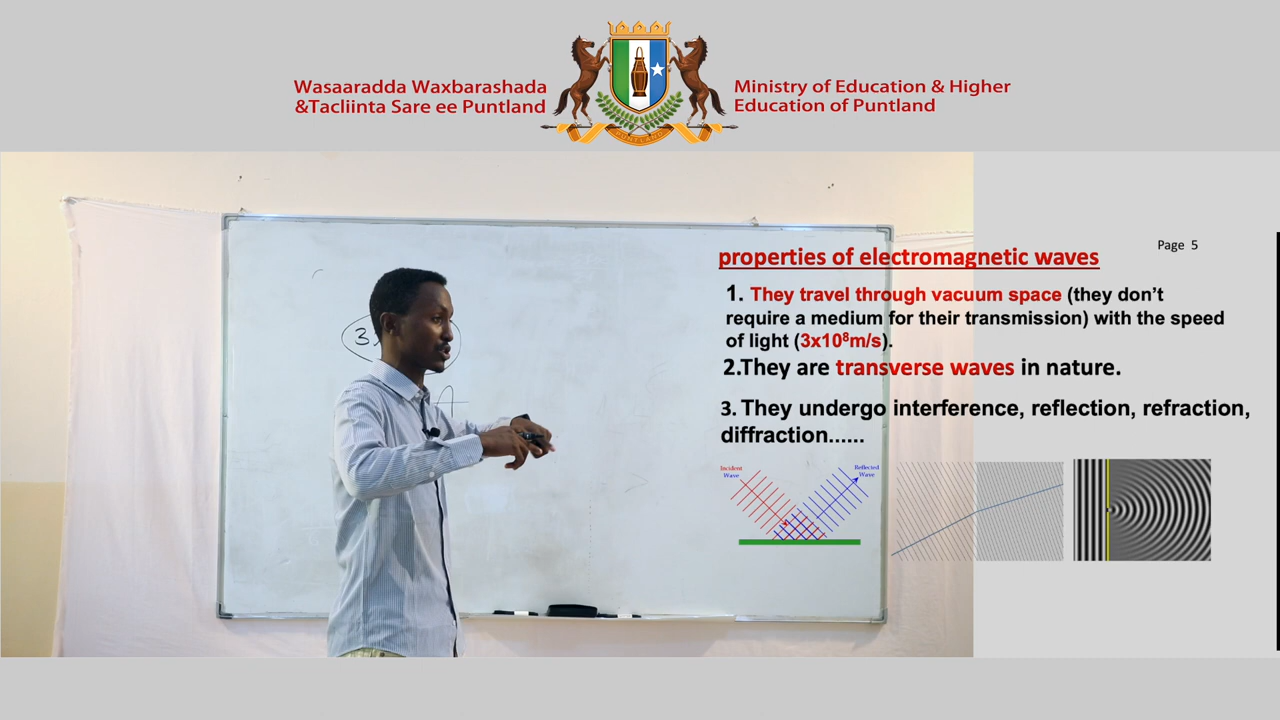 Wasaaradda Waxbarashada
&Tacliinta Sare ee Puntland
Ministry of Education & Higher
Education of Puntland
PUNTLAND
Page 5
properties of electromagnetic waves
1. They travel through vacuum space (they don't
require a medium for their transmission) with the speed
of light (3x10⁸m/s).
2.They are transverse waves in nature.
3. They undergo interference, reflection, refraction,
diffraction......
Incident
Wave
Reflected
Wave
3